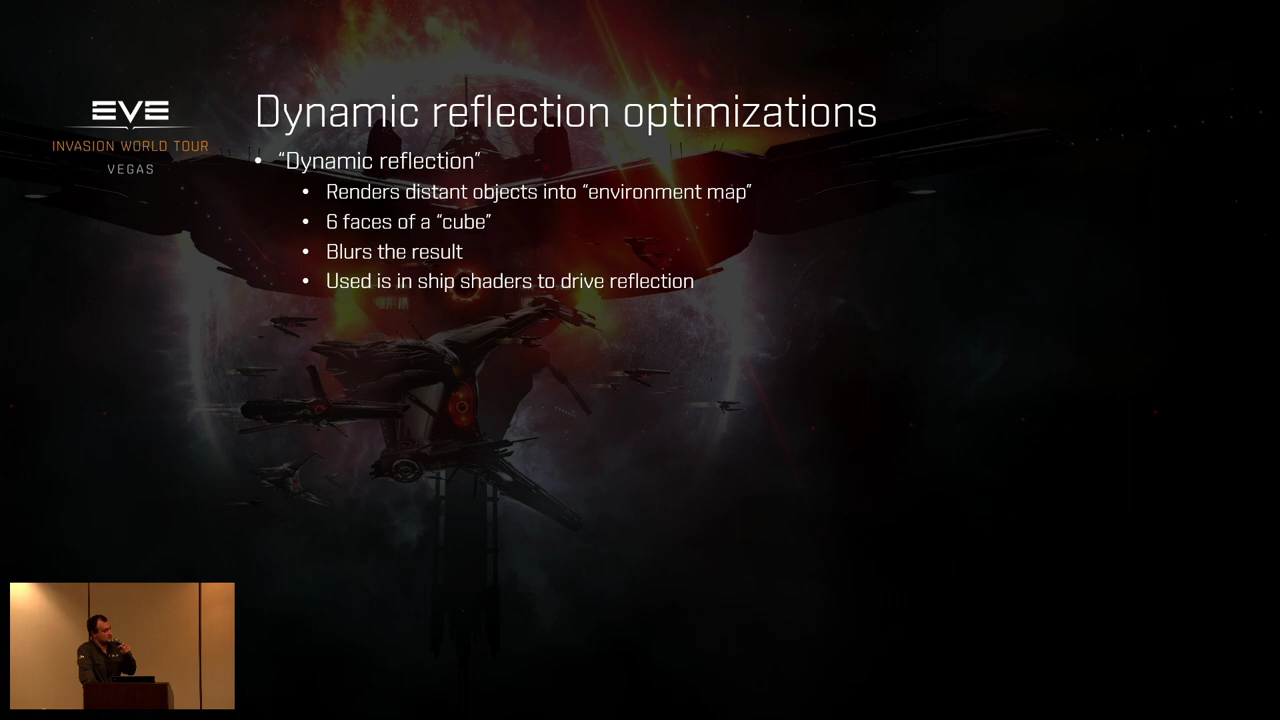 EVE
INVASION WORLD TOUR
VEGAS
Dynamic reflection optimizations
• “Dynamic reflection”
• Renders distant objects into “environment map”
• 6 faces of a “cube”
• Blurs the result
• Used is in ship shaders to drive reflection